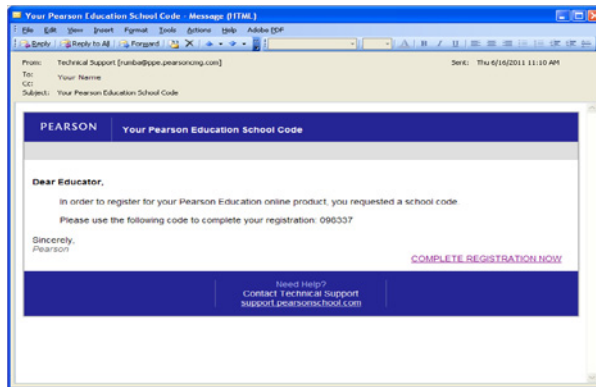 Your Pearson Education School Code - Message (HTML)
File Edit View Insert Format Tools Actions Help Adobe PDF
Reply Reply to All Forward A B I U
From: Technical Support [rumba@ppe.pearsoncmg.com] Sent: Thu 6/16/2011 11:10 AM
To: Your Name
Cc:
Subject: Your Pearson Education School Code
PEARSON Your Pearson Education School Code
Dear Educator,
In order to register for your Pearson Education online product, you requested a school code.
Please use the following code to complete your registration: 096337
Sincerely,
Pearson
COMPLETE REGISTRATION NOW
Need Help?
Contact Technical Support
support.pearsonschool.com